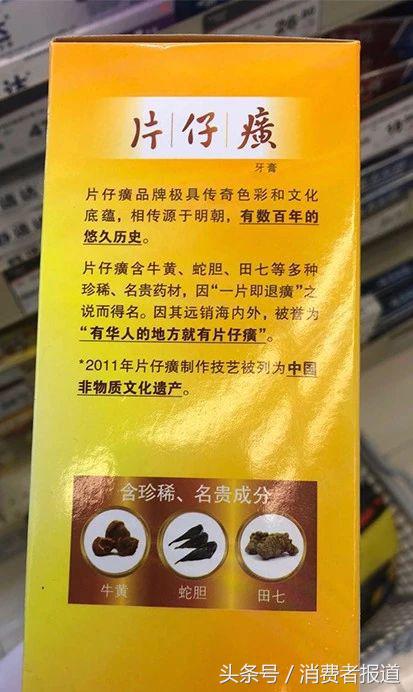 片仔癀
牙膏
片仔癀品牌极具传奇色彩和文化
底蕴，相传源于明朝，有数百年的
悠久历史。
片仔癀含牛黄、蛇胆、田七等多种
珍稀、名贵药材，因“一片即退癀”之
说而得名。因其远销海内外，被誉为
“有华人的地方就有片仔癀”。
*2011年片仔癀制作技艺被列为中国
非物质文化遗产。
含珍稀、名贵成分
牛黄 蛇胆 田七
头条号／消费者报道